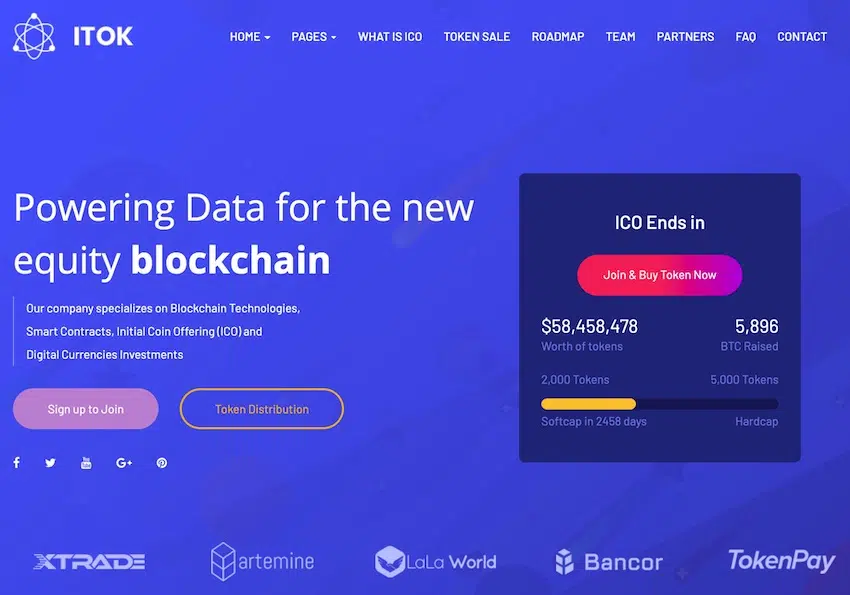 ITOK
HOME PAGES WHAT IS ICO TOKEN SALE ROADMAP TEAM PARTNERS FAQ CONTACT
Powering Data for the new
equity blockchain
Our company specializes on Blockchain Technologies,
Smart Contracts, Initial Coin Offering (ICO) and
Digital Currencies Investments
Sign up to Join
Token Distribution
ICO Ends in
Join & Buy Token Now
$58,458,478 5,896
Worth of tokens BTC Raised
2,000 Tokens 5,000 Tokens
Softcap in 2458 days Hardcap
XTRADE artemine LaLa World Bancor TokenPay